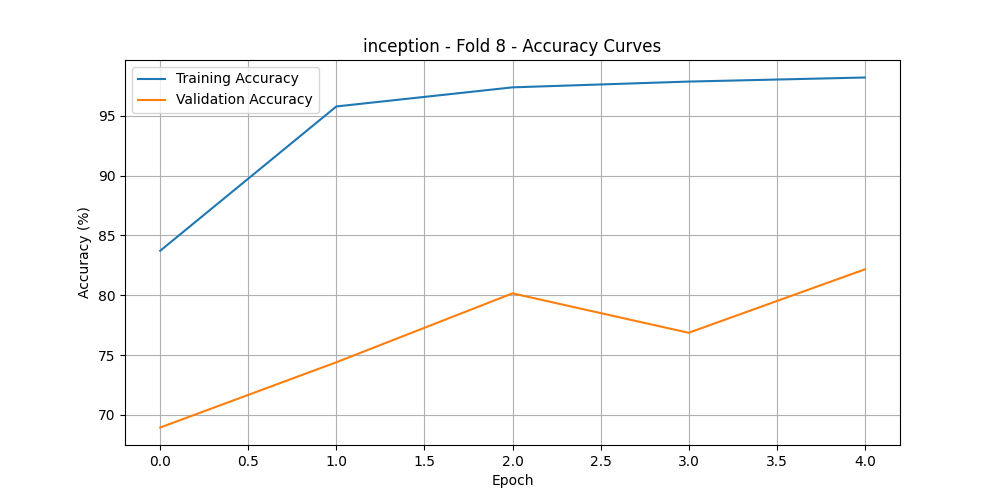 inception - Fold 8 - Accuracy Curves
Training Accuracy
Validation Accuracy
Accuracy (%)
95
90
85
80
75
70
0.0 0.5 1.0 1.5 2.0 2.5 3.0 3.5 4.0
Epoch